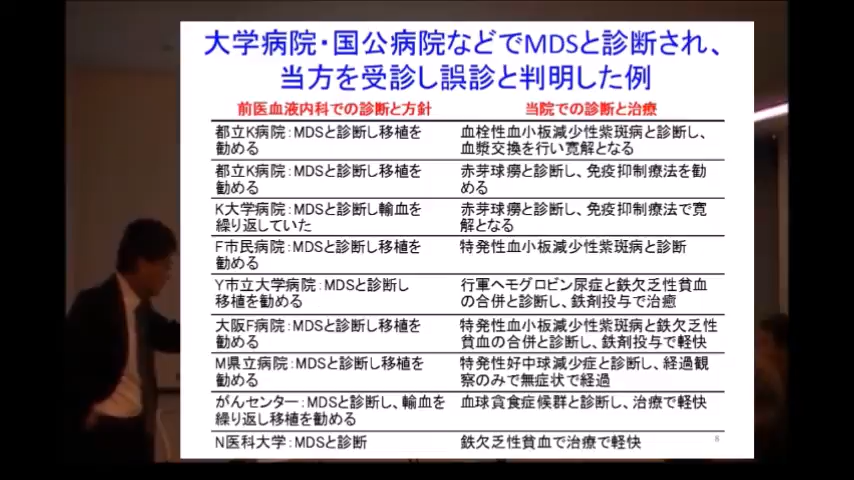 大学病院・国公病院などでMDSと診断され、
当方を受診し誤診と判明した例
前医血液内科での診断と方針
当院での診断と治療
都立K病院：MDSと診断し移植を
勧める
血栓性血小板減少性紫斑病と診断し、
血漿交換を行い寛解となる
都立K病院：MDSと診断し移植を
勧める
赤芽球癆と診断し、免疫抑制療法を勧
める
K大学病院：MDSと診断し輸血を
繰り返していた
赤芽球癆と診断し、免疫抑制療法で寛
解となる
F市民病院：MDSと診断し移植を
勧める
特発性血小板減少性紫斑病と診断
Y市立大学病院：MDSと診断し
移植を勧める
行軍ヘモグロビン尿症と鉄欠乏性貧血
の合併と診断し、鉄剤投与で治癒
大阪F病院：MDSと診断し移植を
勧める
特発性血小板減少性紫斑病と鉄欠乏性
貧血の合併と診断し、鉄剤投与で軽快
M県立病院：MDSと診断し移植を
勧める
特発性好中球減少症と診断し、経過観
察のみで無症状で経過
がんセンター：MDSと診断し、輸血を
繰り返し移植を勧める
血球貪食症候群と診断し、治療で軽快
N医科大学：MDSと診断
鉄欠乏性貧血で治療で軽快
8